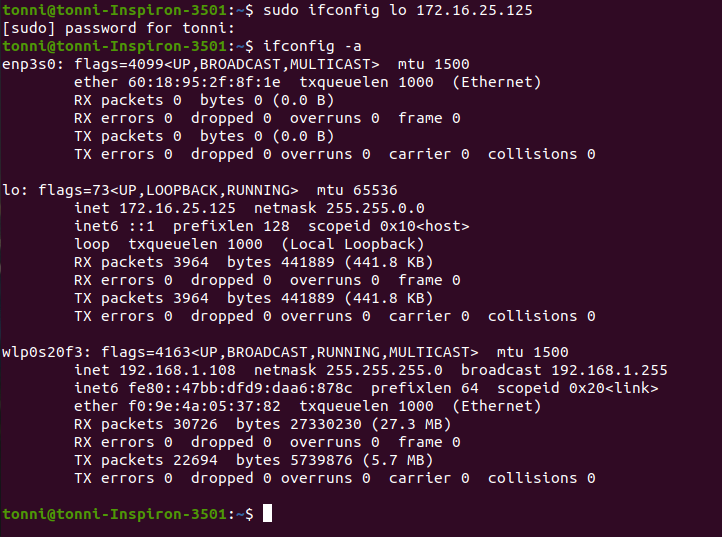 tonni@tonni-Inspiron-3501:~$ sudo ifconfig lo 172.16.25.125
[sudo] password for tonni:
tonni@tonni-Inspiron-3501:~$ ifconfig -a
enp3s0: flags=4099<UP,BROADCAST,MULTICAST>  mtu 1500
        ether 60:18:95:2f:8f:1e  txqueuelen 1000  (Ethernet)
        RX packets 0  bytes 0 (0.0 B)
        RX errors 0  dropped 0  overruns 0  frame 0
        TX packets 0  bytes 0 (0.0 B)
        TX errors 0  dropped 0 overruns 0  carrier 0  collisions 0

lo: flags=73<UP,LOOPBACK,RUNNING>  mtu 65536
        inet 172.16.25.125  netmask 255.255.0.0
        inet6 ::1  prefixlen 128  scopeid 0x10<host>
        loop  txqueuelen 1000  (Local Loopback)
        RX packets 3964  bytes 441889 (441.8 KB)
        RX errors 0  dropped 0  overruns 0  frame 0
        TX packets 3964  bytes 441889 (441.8 KB)
        TX errors 0  dropped 0 overruns 0  carrier 0  collisions 0

wlp0s20f3: flags=4163<UP,BROADCAST,RUNNING,MULTICAST>  mtu 1500
        inet 192.168.1.108  netmask 255.255.255.0  broadcast 192.168.1.255
        inet6 fe80::47bb:dfd9:daa6:878c  prefixlen 64  scopeid 0x20<link>
        ether f0:9e:4a:05:37:82  txqueuelen 1000  (Ethernet)
        RX packets 30726  bytes 27330230 (27.3 MB)
        RX errors 0  dropped 0  overruns 0  frame 0
        TX packets 22694  bytes 5739876 (5.7 MB)
        TX errors 0  dropped 0 overruns 0  carrier 0  collisions 0

tonni@tonni-Inspiron-3501:~$